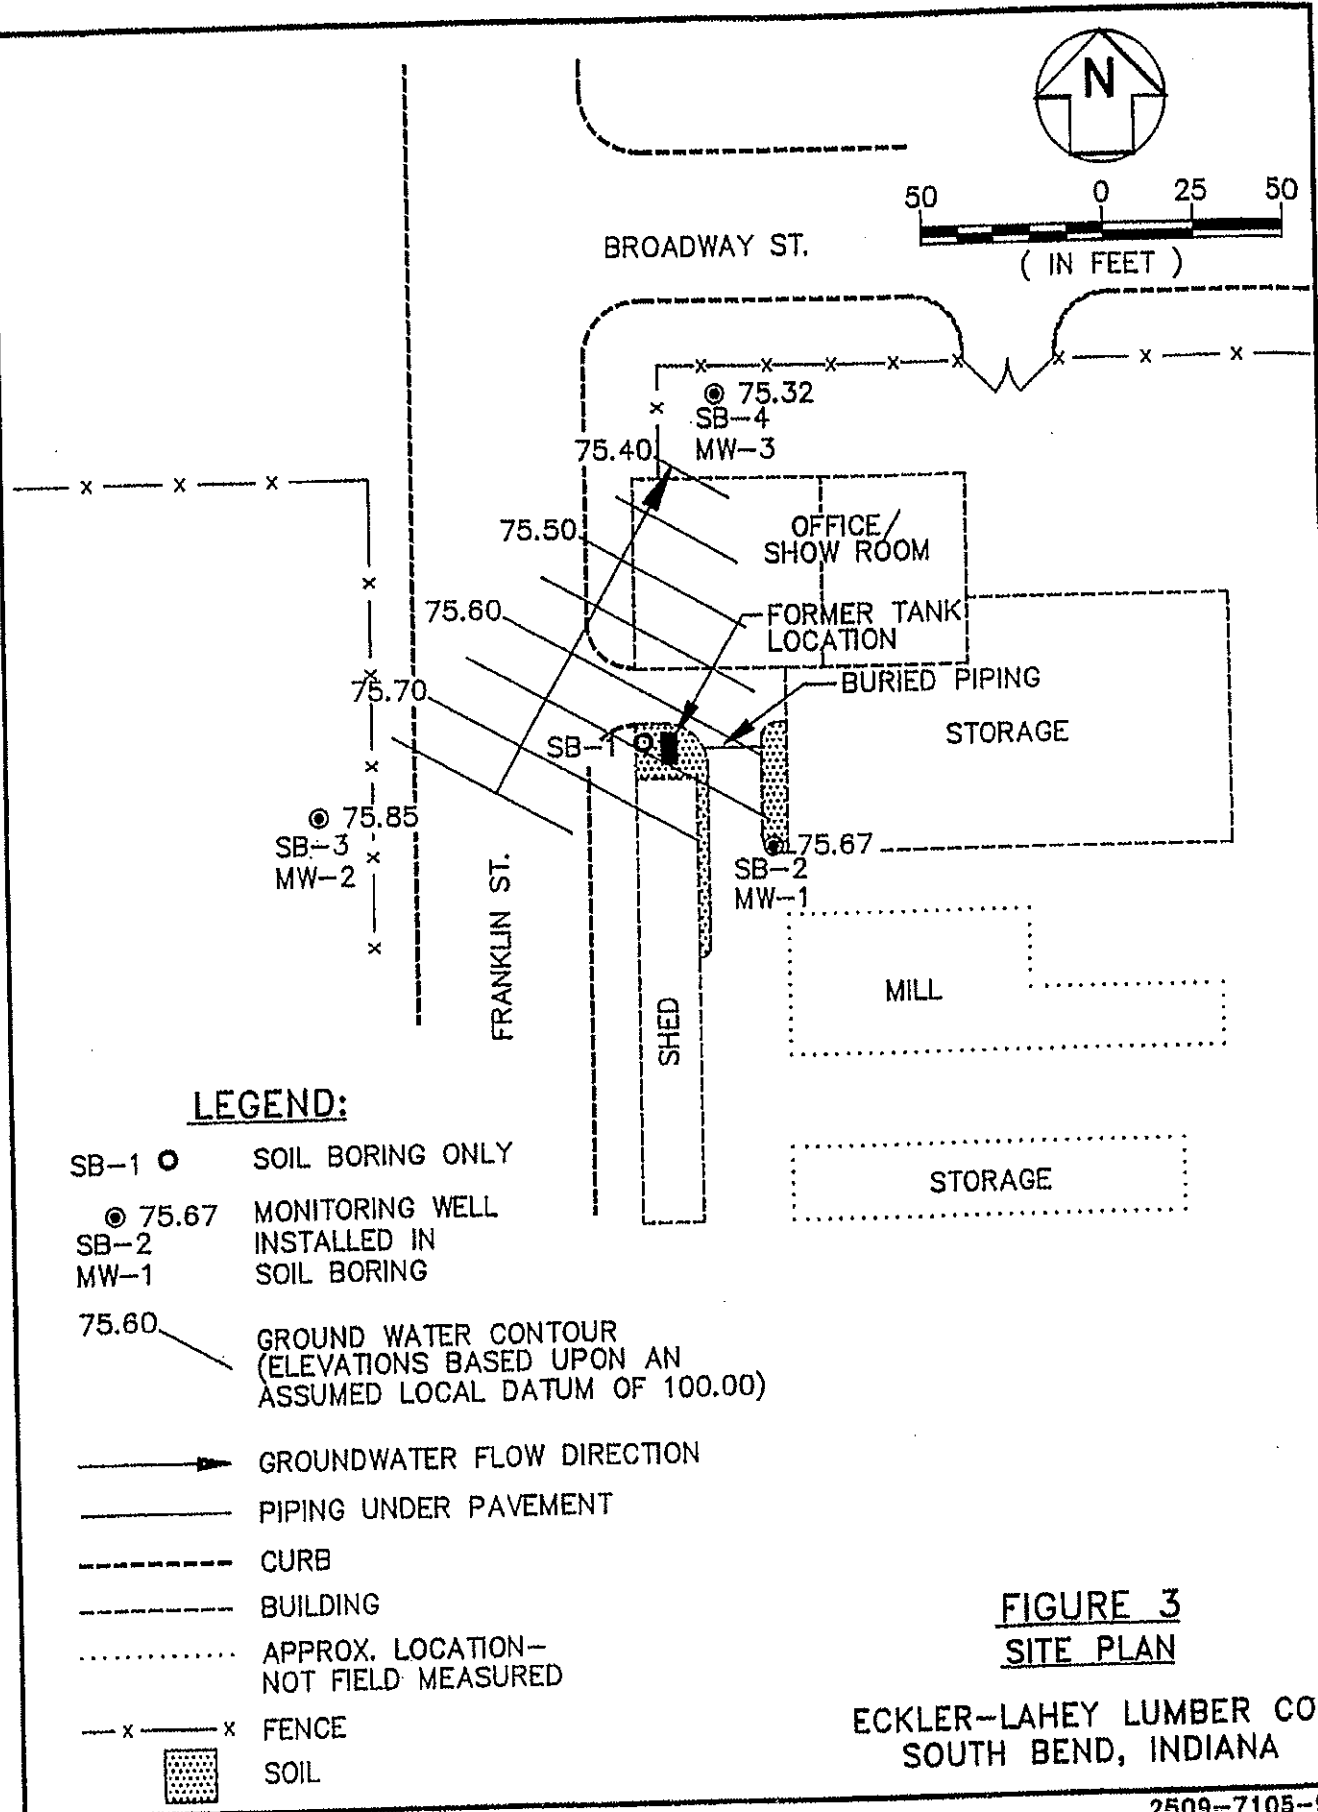 N
50 0 25 50
( IN FEET )
BROADWAY ST.
75.32
SB-4
MW-3
75.40
75.50
OFFICE/
SHOW ROOM
75.60
FORMER TANK
LOCATION
75.70
BURIED PIPING
STORAGE
SB-1
75.85
SB-3
MW-2
75.67
SB-2
MW-1
FRANKLIN ST.
MILL
SHED
STORAGE
LEGEND:
SB-1 SOIL BORING ONLY
75.67 MONITORING WELL
SB-2 INSTALLED IN
MW-1 SOIL BORING
75.60 GROUND WATER CONTOUR
(ELEVATIONS BASED UPON AN
ASSUMED LOCAL DATUM OF 100.00)
GROUNDWATER FLOW DIRECTION
PIPING UNDER PAVEMENT
CURB
BUILDING
APPROX. LOCATION-
NOT FIELD MEASURED
x x FENCE
SOIL
FIGURE 3
SITE PLAN
ECKLER-LAHEY LUMBER CO
SOUTH BEND, INDIANA
2509-7105-